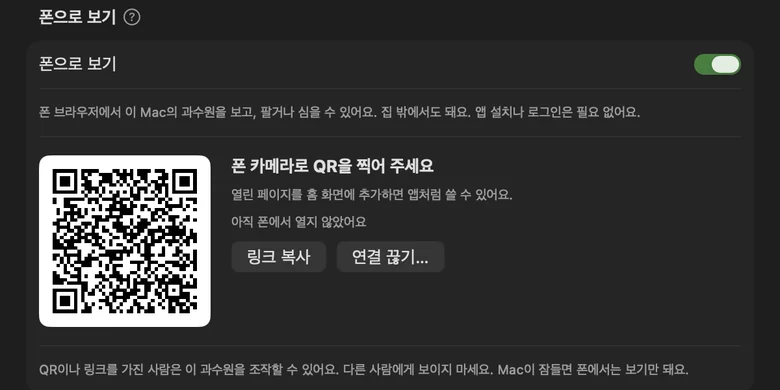 폰으로 보기 ?
폰으로 보기
폰 브라우저에서 이 Mac의 과수원을 보고, 팔거나 심을 수 있어요. 집 밖에서도 돼요. 앱 설치나 로그인은 필요 없어요.
폰 카메라로 QR을 찍어 주세요
열린 페이지를 홈 화면에 추가하면 앱처럼 쓸 수 있어요.
아직 폰에서 열지 않았어요
링크 복사 연결 끊기...
QR이나 링크를 가진 사람은 이 과수원을 조작할 수 있어요. 다른 사람에게 보이지 마세요. Mac이 잠들면 폰에서는 보기만 돼요.